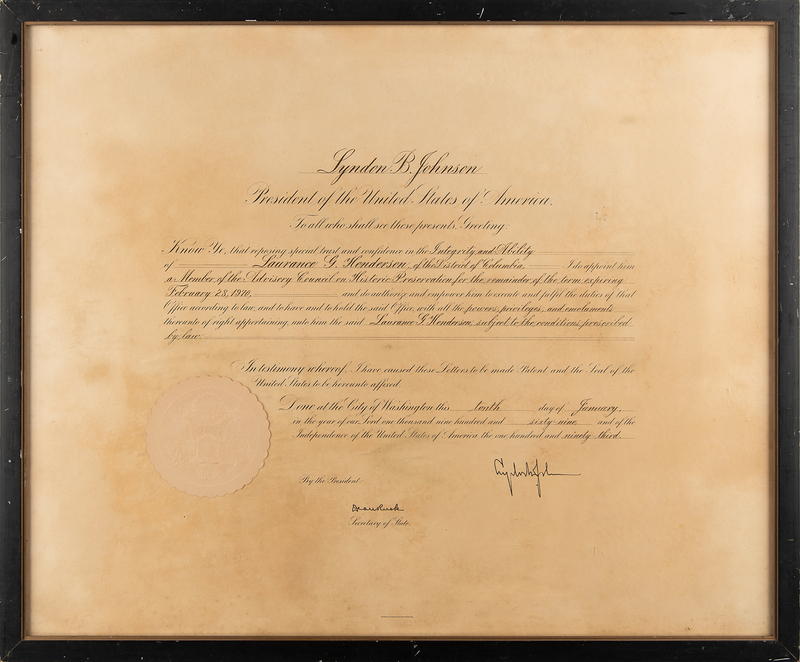 Lyndon B. Johnson
President of the United States of America.
To all who shall see these presents, Greeting:
Know Ye, that reposing special trust and confidence in the Integrity and Ability
of Laurance G. Henderson, of the District of Columbia, I do appoint him
a Member of the Advisory Council on Historic Preservation for the remainder of the term expiring
February 28, 1970, and do authorize and empower him to execute and fulfil the duties of that
Office according to law, and to have and to hold the said Office, with all the powers, privileges, and emoluments
thereunto of right appertaining, unto him the said Laurance G. Henderson, subject to the conditions prescribed
by law.
In testimony whereof, I have caused these Letters to be made Patent and the Seal of the
United States to be hereunto affixed.
Done at the City of Washington this tenth day of January,
in the year of our Lord one thousand nine hundred and sixty-nine and of the
Independence of the United States of America the one hundred and ninety-third.
By the President:
Dean Rusk
Secretary of State.